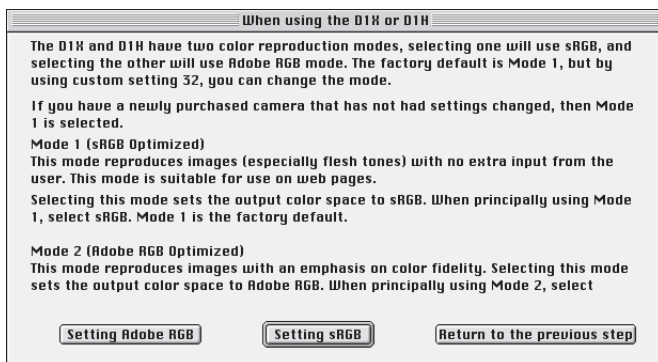 When using the D1X or D1H
The D1X and D1H have two color reproduction modes, selecting one will use sRGB, and
selecting the other will use Adobe RGB mode. The factory default is Mode 1, but by
using custom setting 32, you can change the mode.
If you have a newly purchased camera that has not had settings changed, then Mode
1 is selected.
Mode 1 (sRGB Optimized)
This mode reproduces images (especially flesh tones) with no extra input from the
user. This mode is suitable for use on web pages.
Selecting this mode sets the output color space to sRGB. When principally using Mode
1, select sRGB. Mode 1 is the factory default.
Mode 2 (Adobe RGB Optimized)
This mode reproduces images with an emphasis on color fidelity. Selecting this mode
sets the output color space to Adobe RGB. When principally using Mode 2, select
Setting Adobe RGB
Setting sRGB
Return to the previous step